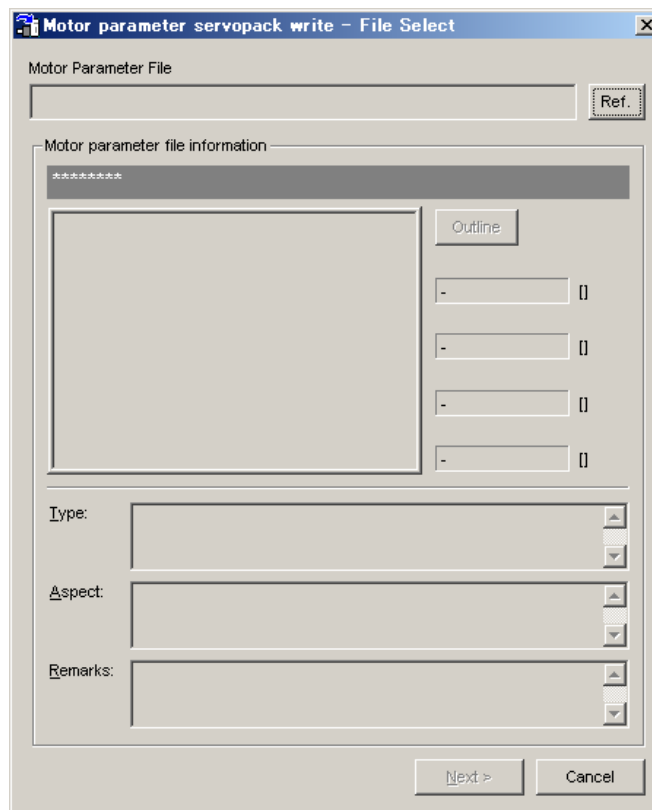 Motor parameter servopack write - File Select
Motor Parameter File
Ref.
Motor parameter file information
********
Outline
- []
- []
- []
- []
Type:
Aspect:
Remarks:
Next >
Cancel